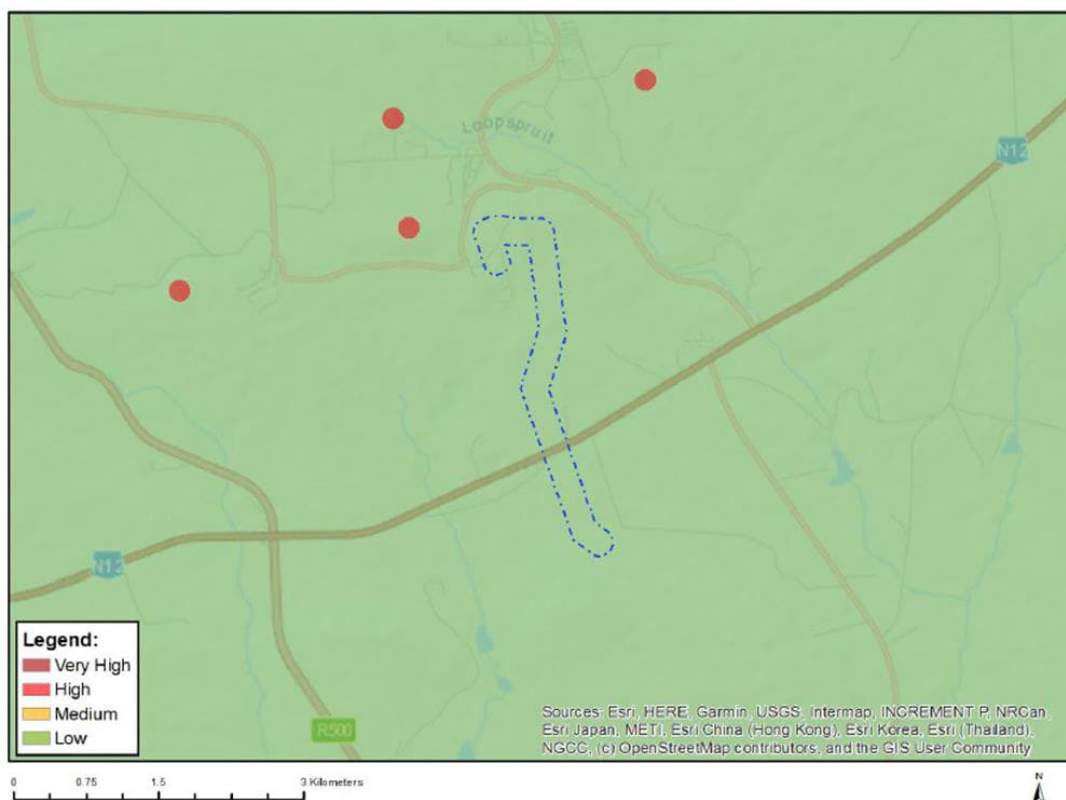 Loopspruit
N12
N12
Legend:
Very High
High
Medium
Low
R500
Sources: Esri, HERE, Garmin, USGS, Intermap, INCREMENT P, NRCan,
Esri Japan, METI, Esri China (Hong Kong), Esri Korea, Esri (Thailand),
NGCC, (c) OpenStreetMap contributors, and the GIS User Community
0 0.75 1.5 3 Kilometers
N